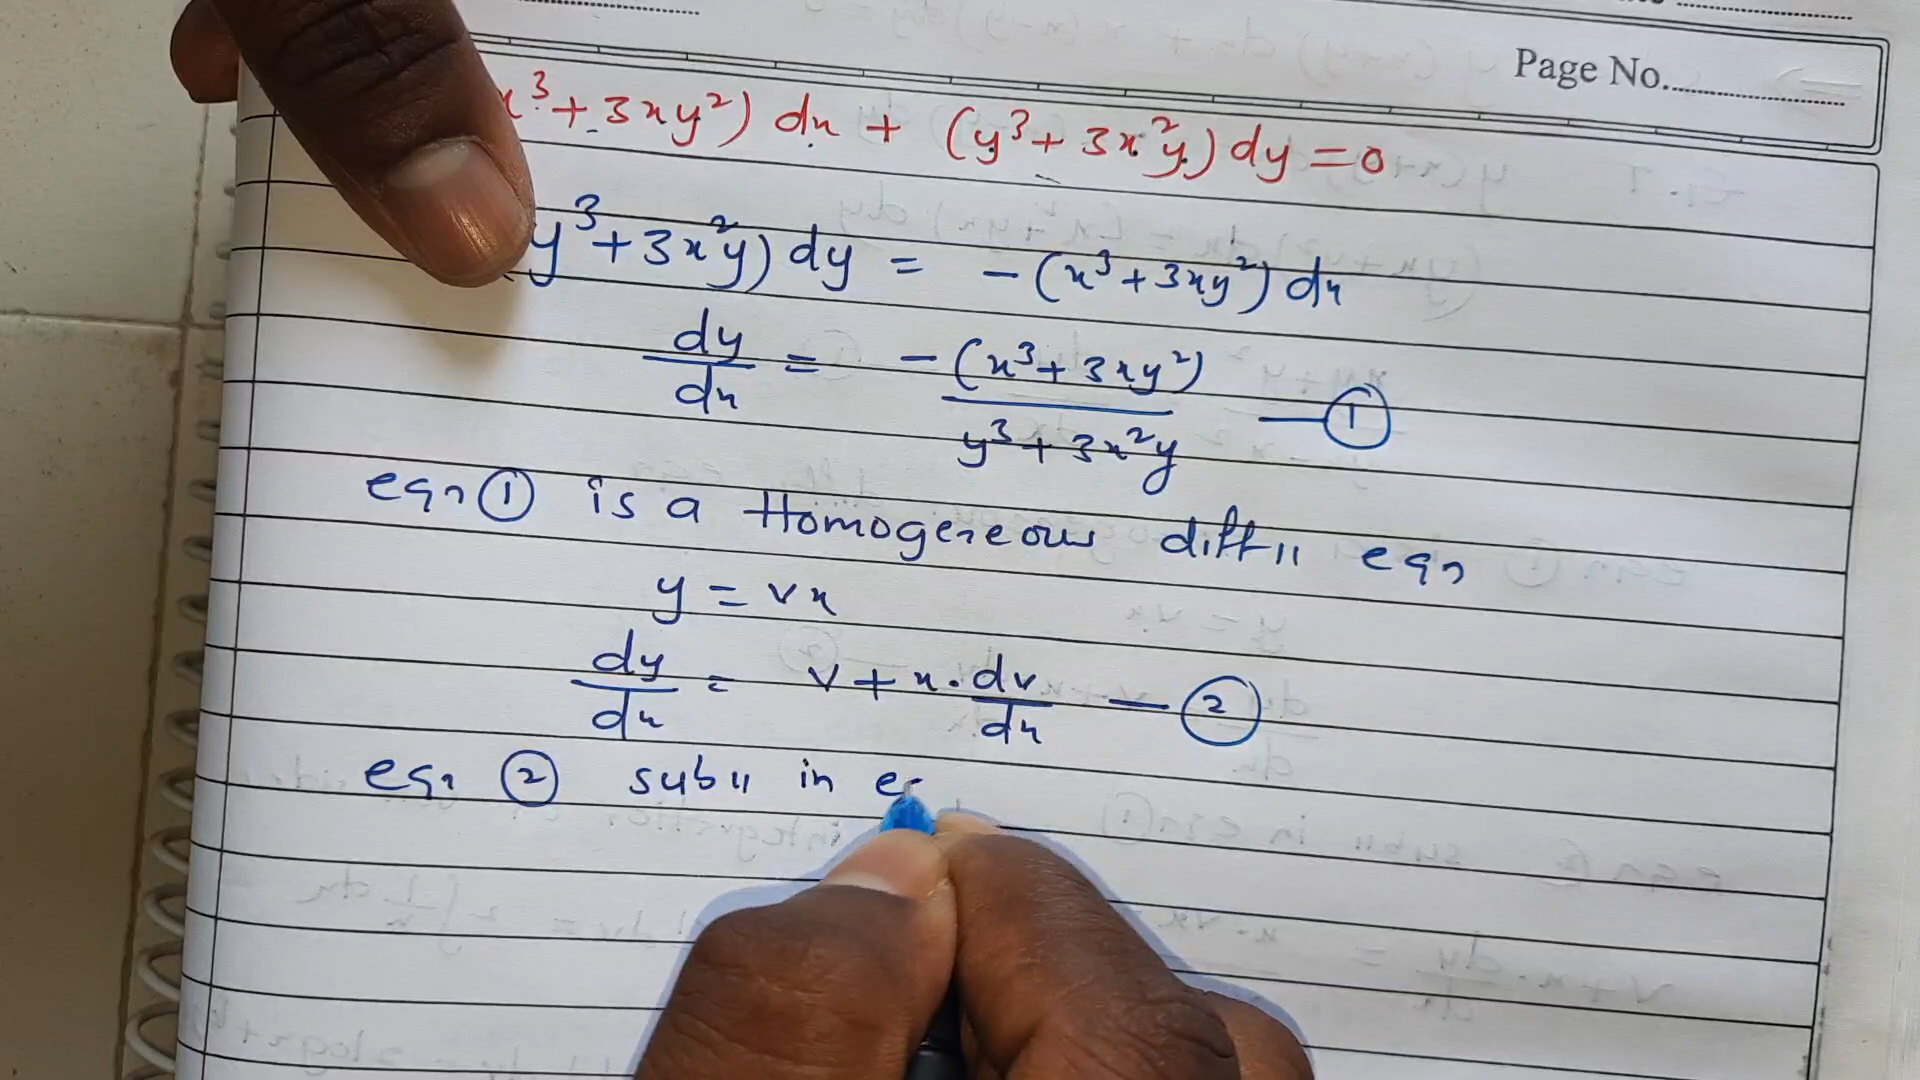 Page No.
x³ + 3xy²) dx + (y³ + 3x²y) dy = 0
y³ + 3x²y) dy = - (x³ + 3xy²) dx
dy/dx = - (x³ + 3xy²) / y³ + 3x²y — ①
eqn ① is a Homogeneous diff// eqn
y = vx
dy/dx = v + x . dv/dx — ②
eqn ② sub// in